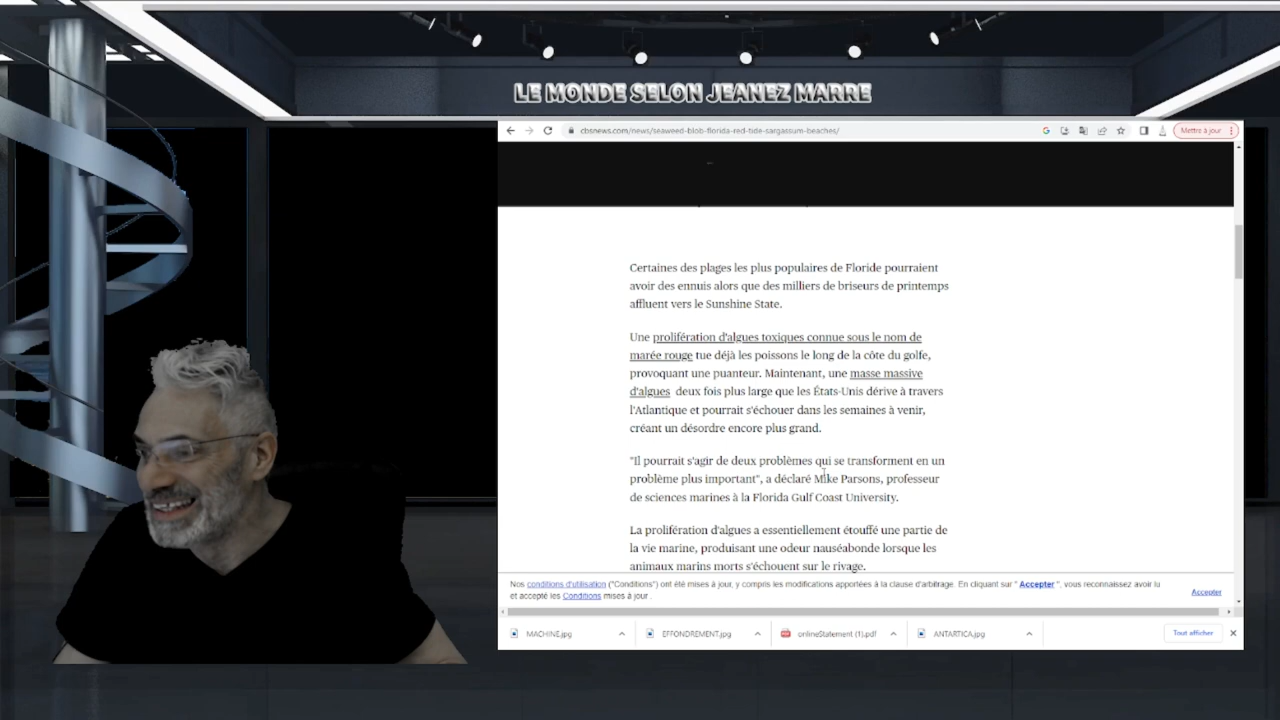 LE MONDE SELON JEANEZ MARRE
cbsnews.com/news/seaweed-blob-florida-red-tide-sargassum-beaches/
Mettre à jour
Certaines des plages les plus populaires de Floride pourraient
avoir des ennuis alors que des milliers de briseurs de printemps
affluent vers le Sunshine State.
Une prolifération d'algues toxiques connue sous le nom de
marée rouge tue déjà les poissons le long de la côte du golfe,
provoquant une puanteur. Maintenant, une masse massive
d'algues deux fois plus large que les États-Unis dérive à travers
l'Atlantique et pourrait s'échouer dans les semaines à venir,
créant un désordre encore plus grand.
"Il pourrait s'agir de deux problèmes qui se transforment en un
problème plus important", a déclaré Mike Parsons, professeur
de sciences marines à la Florida Gulf Coast University.
La prolifération d'algues a essentiellement étouffé une partie de
la vie marine, produisant une odeur nauséabonde lorsque les
animaux marins morts s'échouent sur le rivage.
Nos conditions d'utilisation ("Conditions") ont été mises à jour, y compris les modifications apportées à la clause d'arbitrage. En cliquant sur " Accepter ", vous reconnaissez avoir lu
et accepté les Conditions mises à jour .
Accepter
MACHINE.jpg
EFFONDREMENT.jpg
onlineStatement (1).pdf
ANTARTICA.jpg
Tout afficher